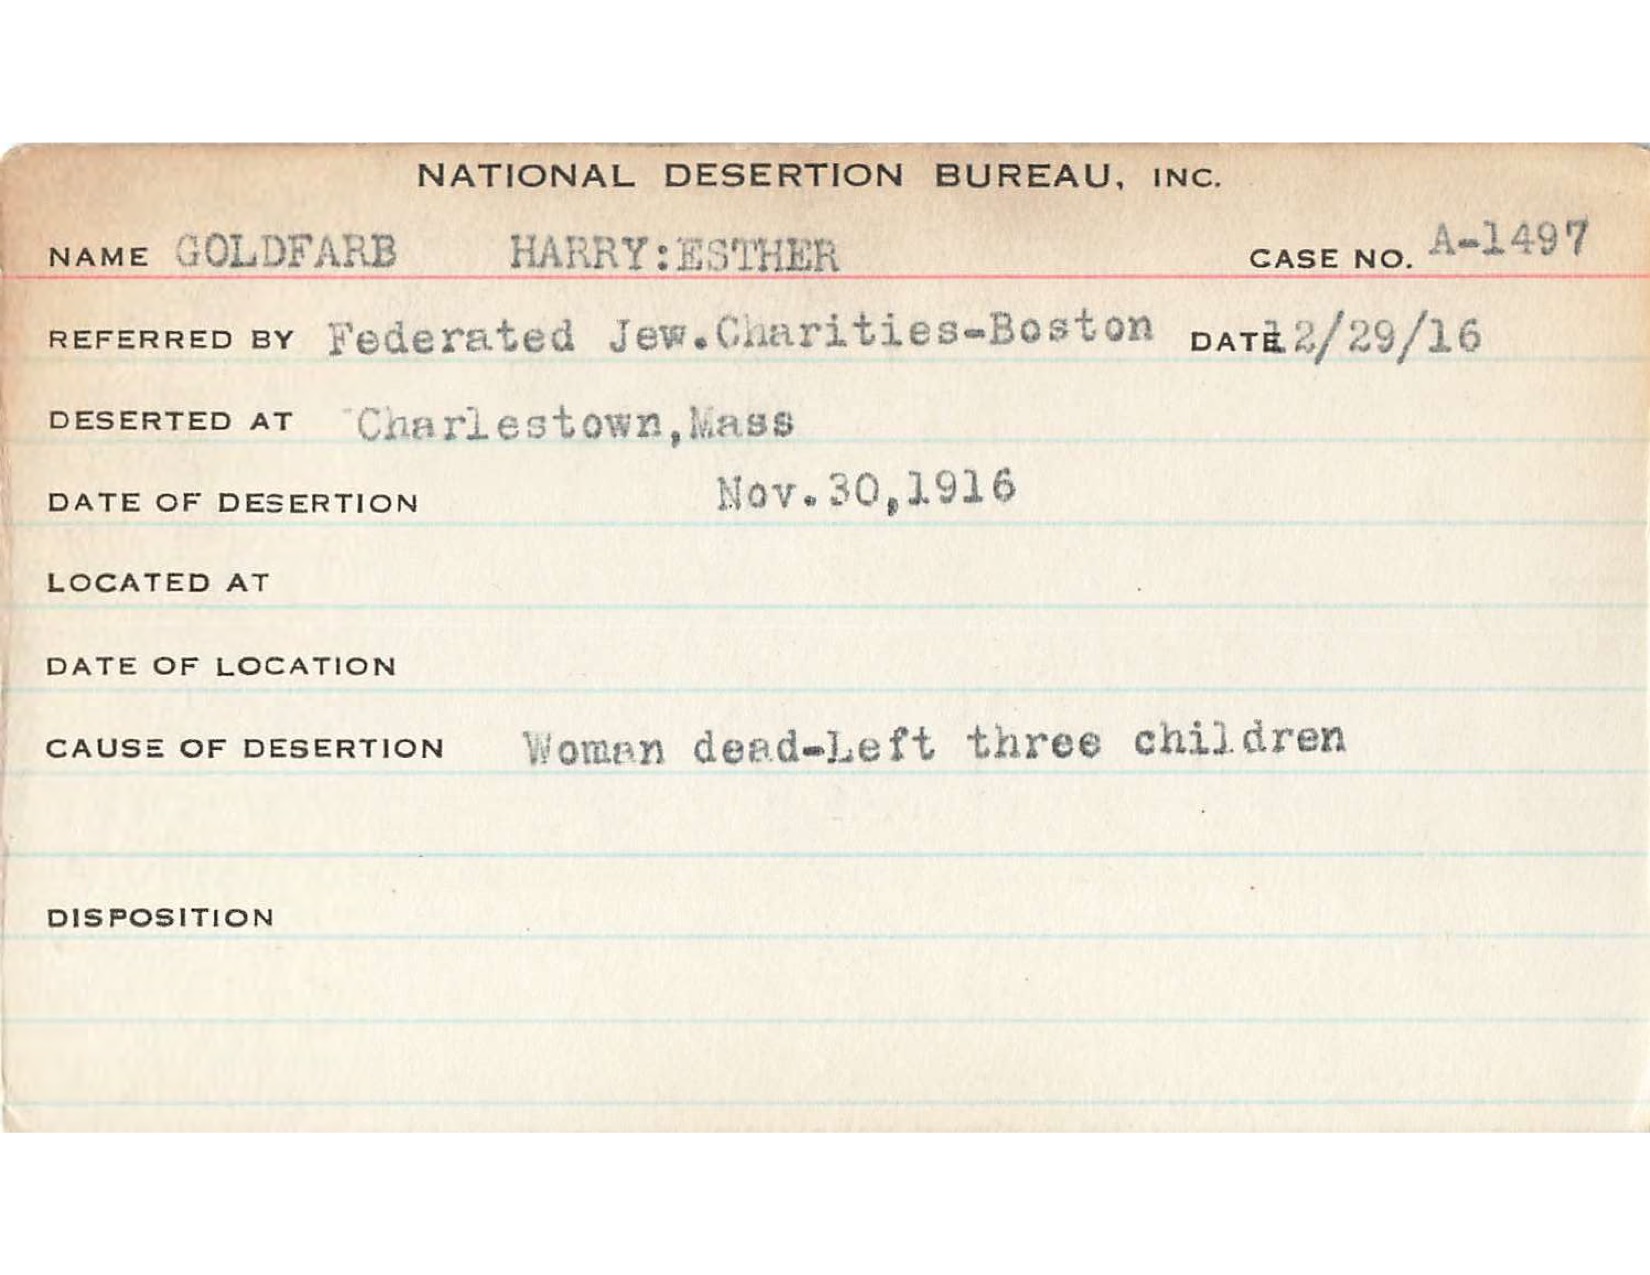 NATIONAL DESERTION BUREAU, INC.
NAME GOLDFARB HARRY:ESTHER CASE NO. A-1497
REFERRED BY Federated Jew.Charities-Boston DATE 12/29/16
DESERTED AT Charlestown,Mass
DATE OF DESERTION Nov.30,1916
LOCATED AT
DATE OF LOCATION
CAUSE OF DESERTION Woman dead-Left three children
DISPOSITION